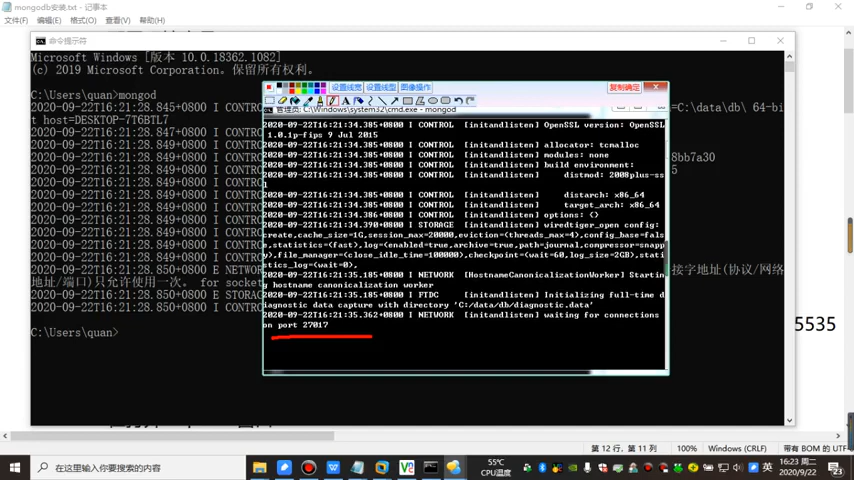 mongodb安装.txt - 记事本
文件(F) 编辑(E) 格式(O) 查看(V) 帮助(H)
命令提示符
Microsoft Windows [版本 10.0.18362.1082]
(c) 2019 Microsoft Corporation。保留所有权利。
C:\Users\quan>mongod
2020-09-22T16:21:28.845+0800 I CONTRO
=C:\data\db\ 64-bi
t host=DESKTOP-7T6BTL7
2020-09-22T16:21:28.849+0800 I CONTRO
2020-09-22T16:21:28.849+0800 I CONTRO
2020-09-22T16:21:28.849+0800 I CONTRO
8bb7a30
2020-09-22T16:21:28.849+0800 I CONTRO
5
2020-09-22T16:21:28.849+0800 I CONTRO
2020-09-22T16:21:28.849+0800 I CONTRO
2020-09-22T16:21:28.849+0800 I CONTRO
2020-09-22T16:21:28.849+0800 I CONTRO
2020-09-22T16:21:28.849+0800 I CONTRO
2020-09-22T16:21:28.849+0800 I CONTRO
2020-09-22T16:21:28.850+0800 E NETWOR
接字地址(协议/网络
地址/端口)只允许使用一次。 for socket
2020-09-22T16:21:28.850+0800 E STORAG
2020-09-22T16:21:28.850+0800 I CONTRO
C:\Users\quan>
设置线宽 设置线型 图像操作 复制确定
管理员: C:\Windows\system32\cmd.exe - mongod
2020-09-22T16:21:34.385+0800 I CONTROL [initandlisten] OpenSSL version: OpenSSL
1.0.1p-fips 9 Jul 2015
2020-09-22T16:21:34.385+0800 I CONTROL [initandlisten] allocator: tcmalloc
2020-09-22T16:21:34.385+0800 I CONTROL [initandlisten] modules: none
2020-09-22T16:21:34.385+0800 I CONTROL [initandlisten] build environment:
2020-09-22T16:21:34.385+0800 I CONTROL [initandlisten] distmod: 2008plus-ss
l
2020-09-22T16:21:34.385+0800 I CONTROL [initandlisten] distarch: x86_64
2020-09-22T16:21:34.385+0800 I CONTROL [initandlisten] target_arch: x86_64
2020-09-22T16:21:34.386+0800 I CONTROL [initandlisten] options: {}
2020-09-22T16:21:34.390+0800 I STORAGE [initandlisten] wiredtiger_open config:
create,cache_size=1G,session_max=20000,eviction=(threads_max=4),config_base=fals
e,statistics=(fast),log=(enabled=true,archive=true,path=journal,compressor=snapp
y),file_manager=(close_idle_time=100000),checkpoint=(wait=60,log_size=2GB),stati
stics_log=(wait=0),
2020-09-22T16:21:35.185+0800 I NETWORK [HostnameCanonicalizationWorker] Startin
g hostname canonicalization worker
2020-09-22T16:21:35.185+0800 I FTDC [initandlisten] Initializing full-time d
iagnostic data capture with directory 'C:/data/db/diagnostic.data'
2020-09-22T16:21:35.362+0800 I NETWORK [initandlisten] waiting for connections
on port 27017
5535
第 12 行, 第 11 列 100% Windows (CRLF) 带有 BOM 的 U
在这里输入你要搜索的内容
55℃
CPU温度
英
16:23 周二
2020/9/22
23